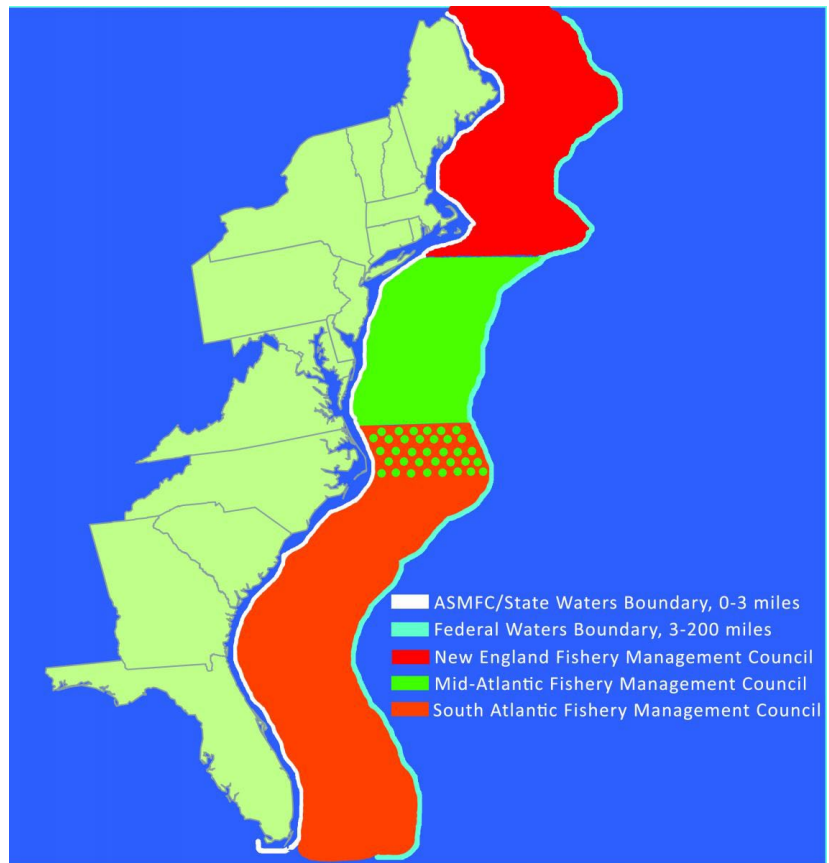 ASMFC/State Waters Boundary, 0-3 miles
Federal Waters Boundary, 3-200 miles
New England Fishery Management Council
Mid-Atlantic Fishery Management Council
South Atlantic Fishery Management Council